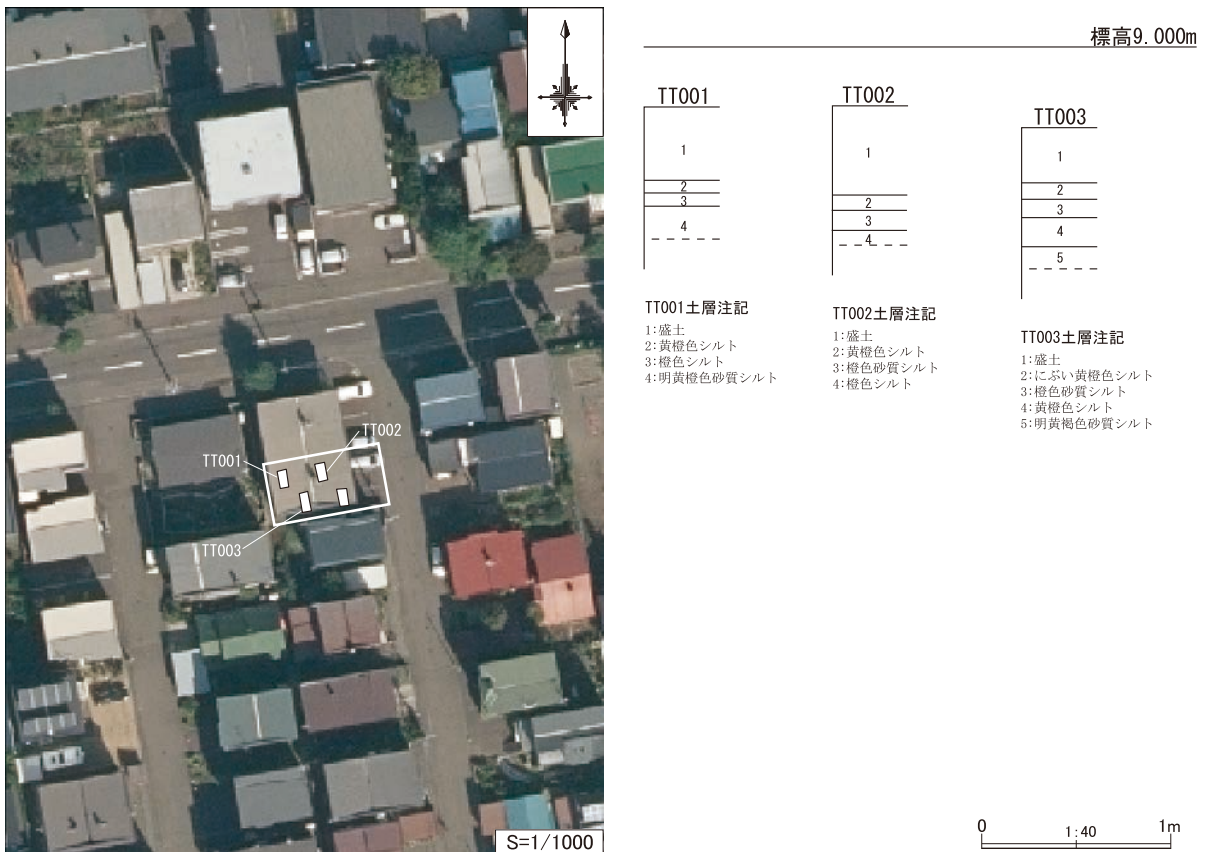 標高9.000m
TT001
1
2
3
4
TT001土層注記
1:盛土
2:黄橙色シルト
3:橙色シルト
4:明黄橙色砂質シルト
TT002
1
2
3
4
TT002土層注記
1:盛土
2:黄橙色シルト
3:橙色砂質シルト
4:橙色シルト
TT003
1
2
3
4
5
TT003土層注記
1:盛土
2:にぶい黄橙色シルト
3:橙色砂質シルト
4:黄橙色シルト
5:明黄褐色砂質シルト
TT002
TT001
TT003
S=1/1000
0
1:40
1m